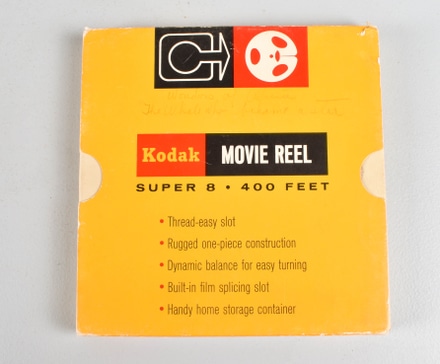 Kodak MOVIE REEL
SUPER 8 • 400 FEET
• Thread-easy slot
• Rugged one-piece construction
• Dynamic balance for easy turning
• Built-in film splicing slot
• Handy home storage container